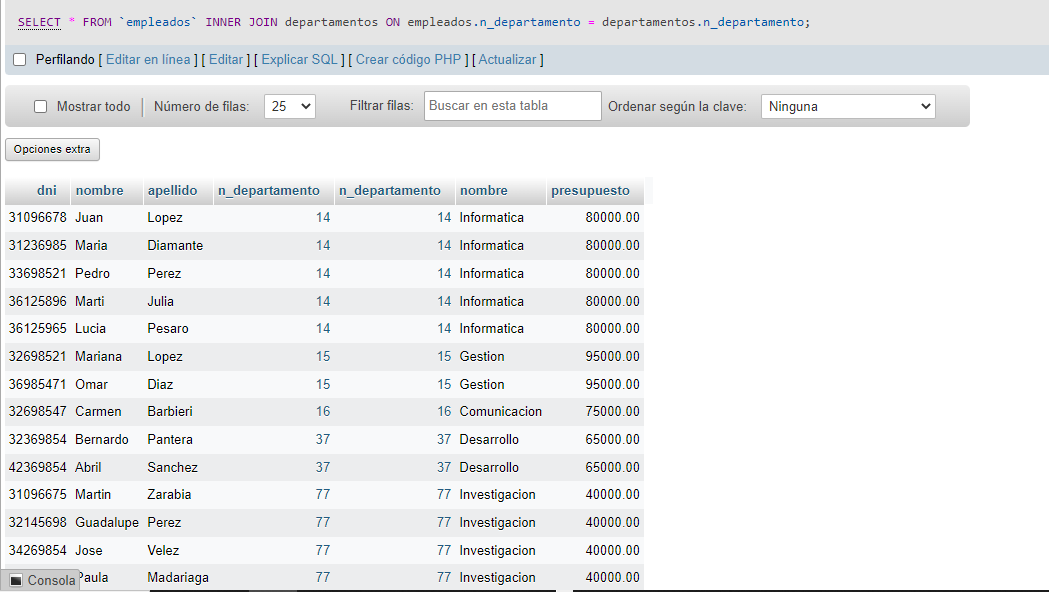 SELECT * FROM `empleados` INNER JOIN departamentos ON empleados.n_departamento = departamentos.n_departamento;
Perfilando [ Editar en línea ] [ Editar ] [ Explicar SQL ] [ Crear código PHP ] [ Actualizar ]
Mostrar todo Número de filas: 25 Filtrar filas: Buscar en esta tabla Ordenar según la clave: Ninguna
Opciones extra
dni nombre apellido n_departamento n_departamento nombre presupuesto
31096678 Juan Lopez 14 14 Informatica 80000.00
31236985 Maria Diamante 14 14 Informatica 80000.00
33698521 Pedro Perez 14 14 Informatica 80000.00
36125896 Marti Julia 14 14 Informatica 80000.00
36125965 Lucia Pesaro 14 14 Informatica 80000.00
32698521 Mariana Lopez 15 15 Gestion 95000.00
36985471 Omar Diaz 15 15 Gestion 95000.00
32698547 Carmen Barbieri 16 16 Comunicacion 75000.00
32369854 Bernardo Pantera 37 37 Desarrollo 65000.00
42369854 Abril Sanchez 37 37 Desarrollo 65000.00
31096675 Martin Zarabia 77 77 Investigacion 40000.00
32145698 Guadalupe Perez 77 77 Investigacion 40000.00
34269854 Jose Velez 77 77 Investigacion 40000.00
Consola Paula Madariaga 77 77 Investigacion 40000.00